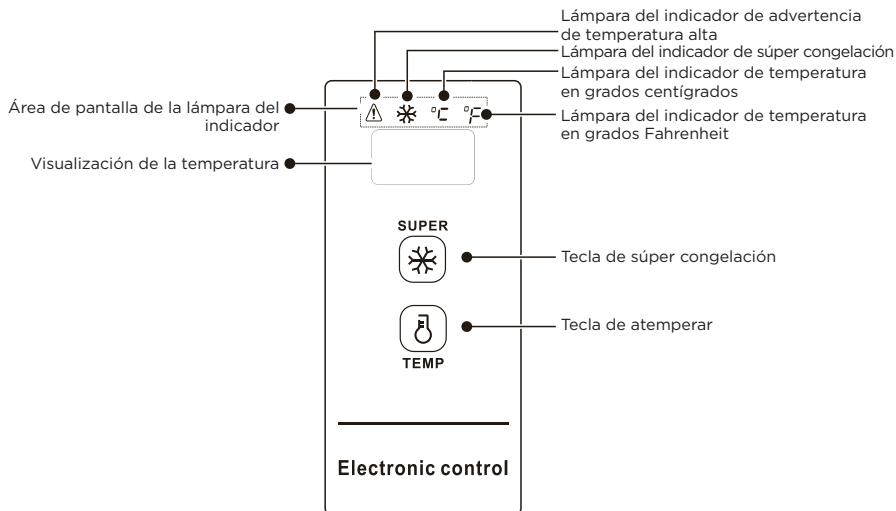 Lámpara del indicador de advertencia
de temperatura alta
Lámpara del indicador de súper congelación
Lámpara del indicador de temperatura
en grados centígrados
Lámpara del indicador de temperatura
en grados Fahrenheit
Área de pantalla de la lámpara del
indicador
°C °F
Visualización de la temperatura
SUPER
Tecla de súper congelación
Tecla de atemperar
TEMP
Electronic control